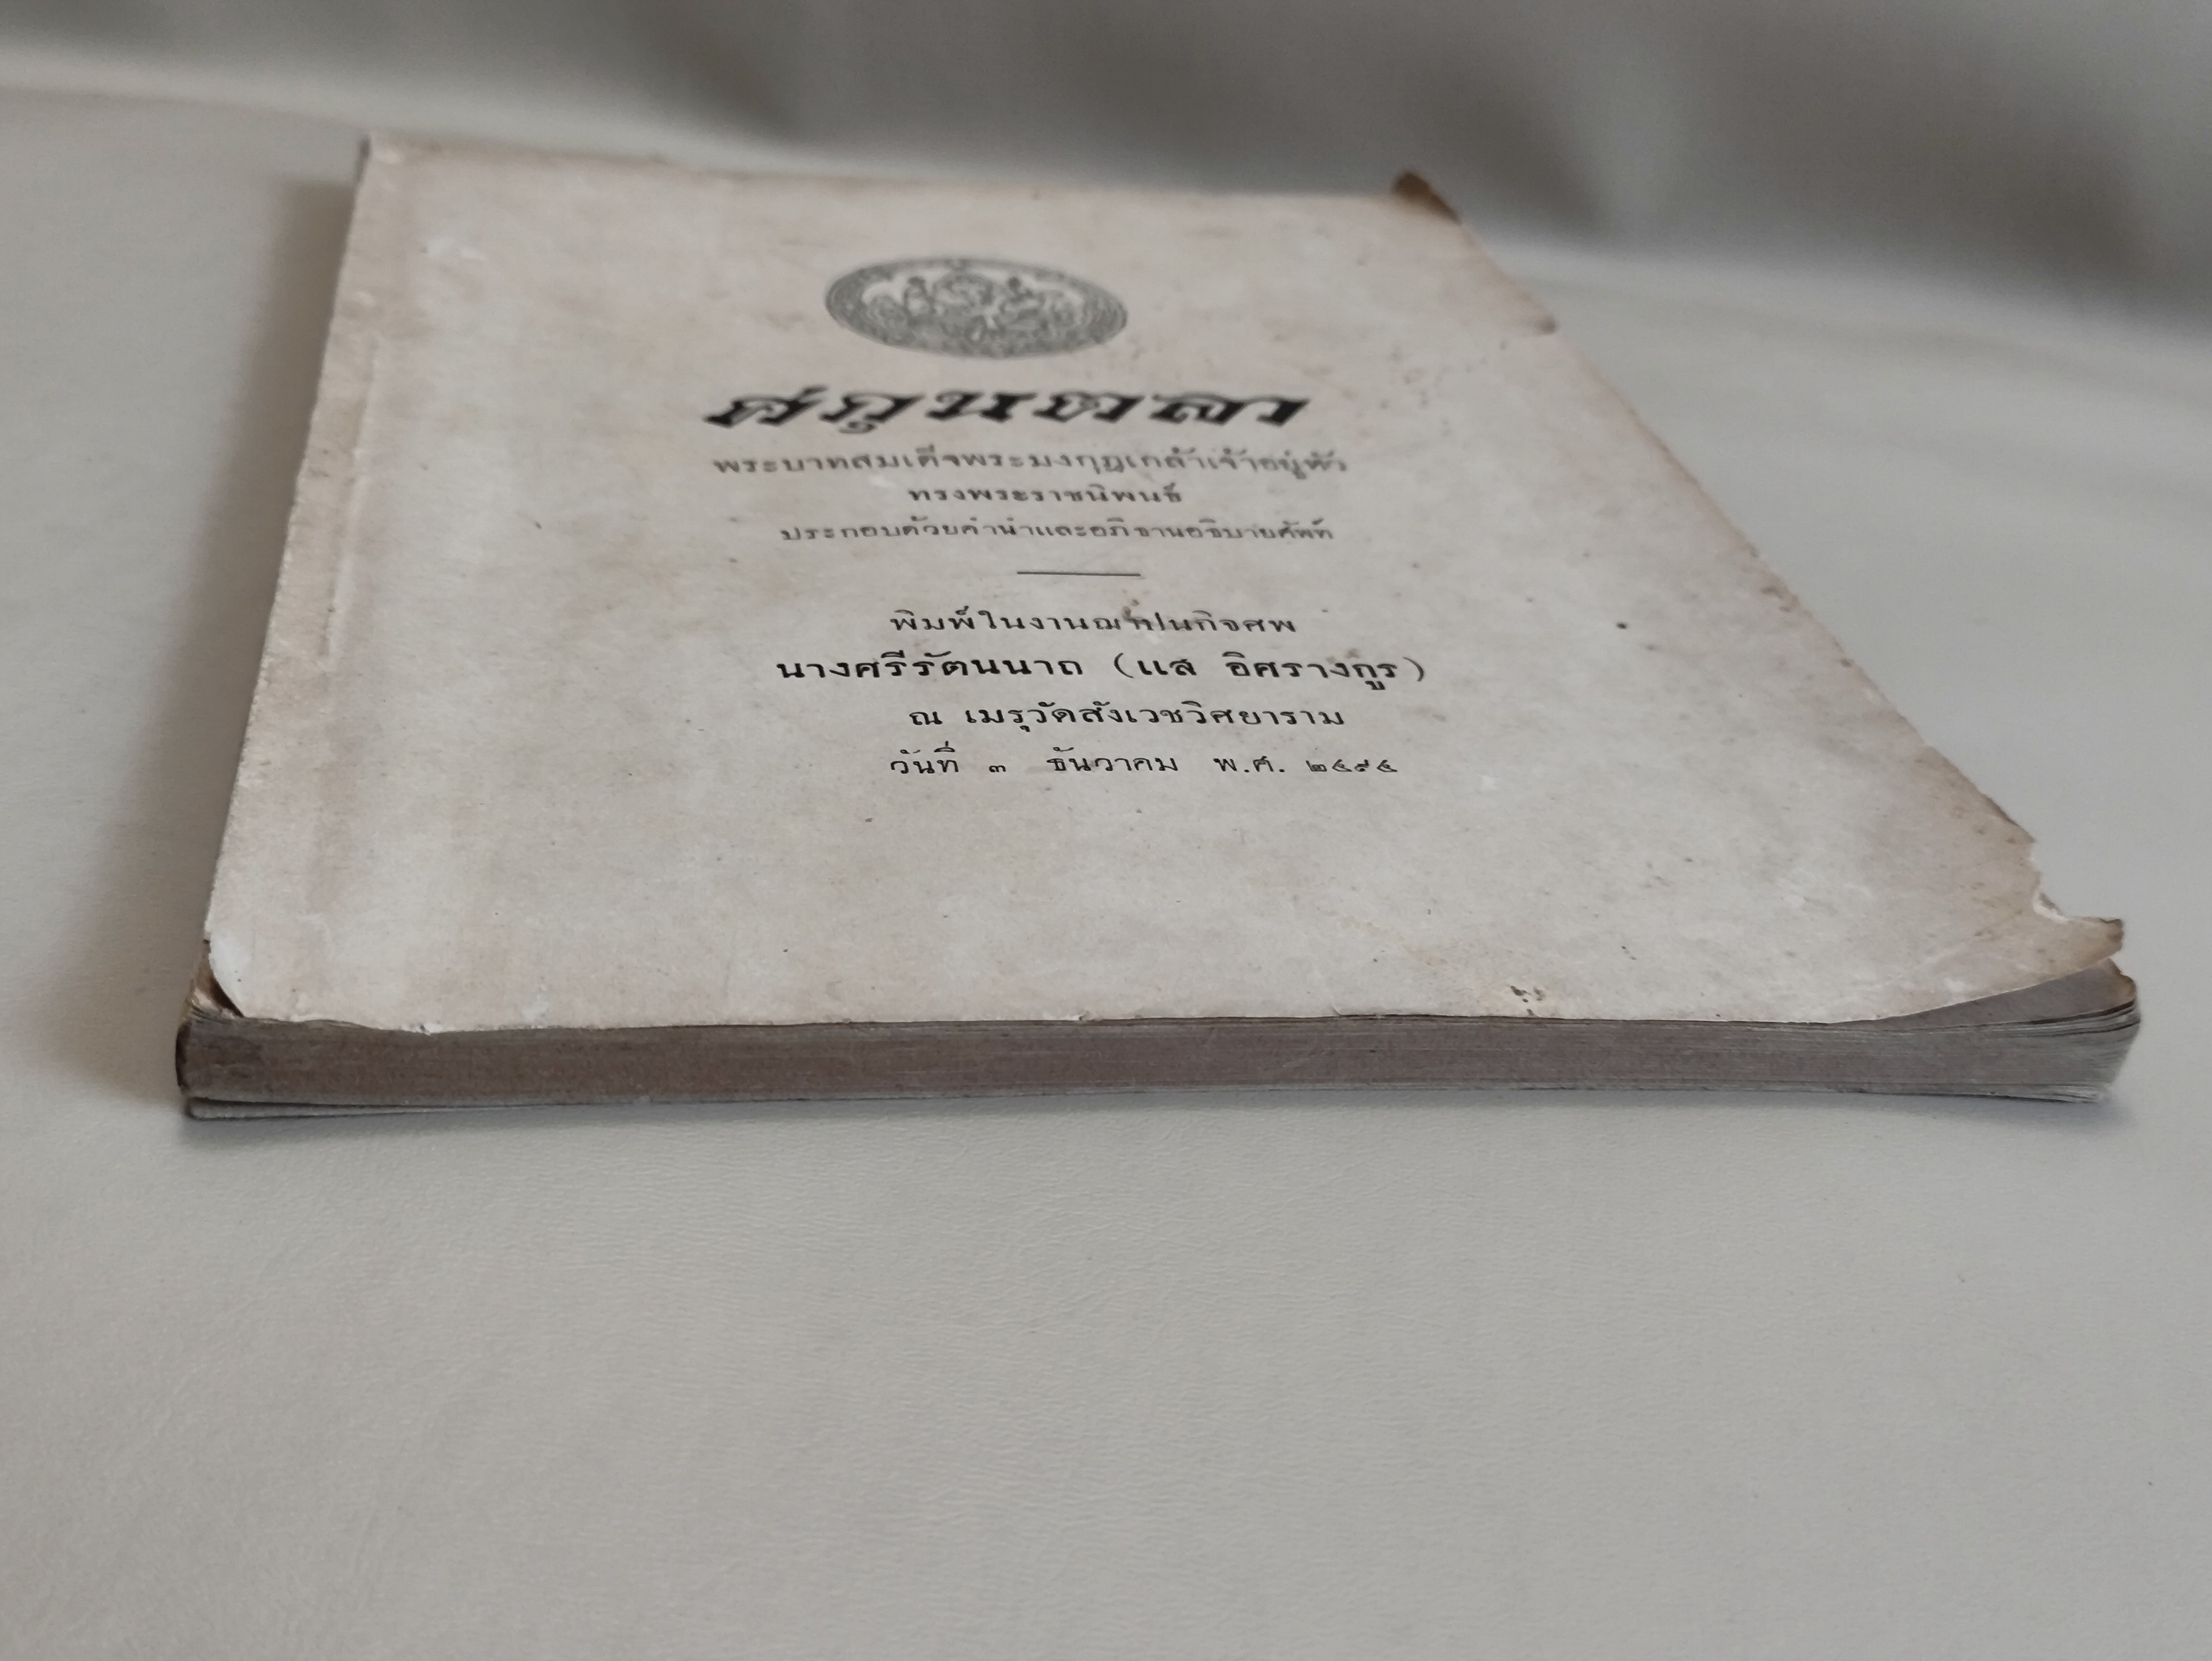 ศกุนตลา
พระบาทสมเด็จพระมงกุฎเกล้าเจ้าอยู่หัว
ทรงพระราชนิพนธ์
ประกอบด้วยคำนำและอภิธานอธิบายศัพท์
พิมพ์ในงานฌาปนกิจศพ
นางศรีรัตนนาถ (แส อิศรางกูร)
ณ เมรุวัดสังเวชวิศยาราม
วันที่ ๓ ธันวาคม พ.ศ. ๒๔๙๔